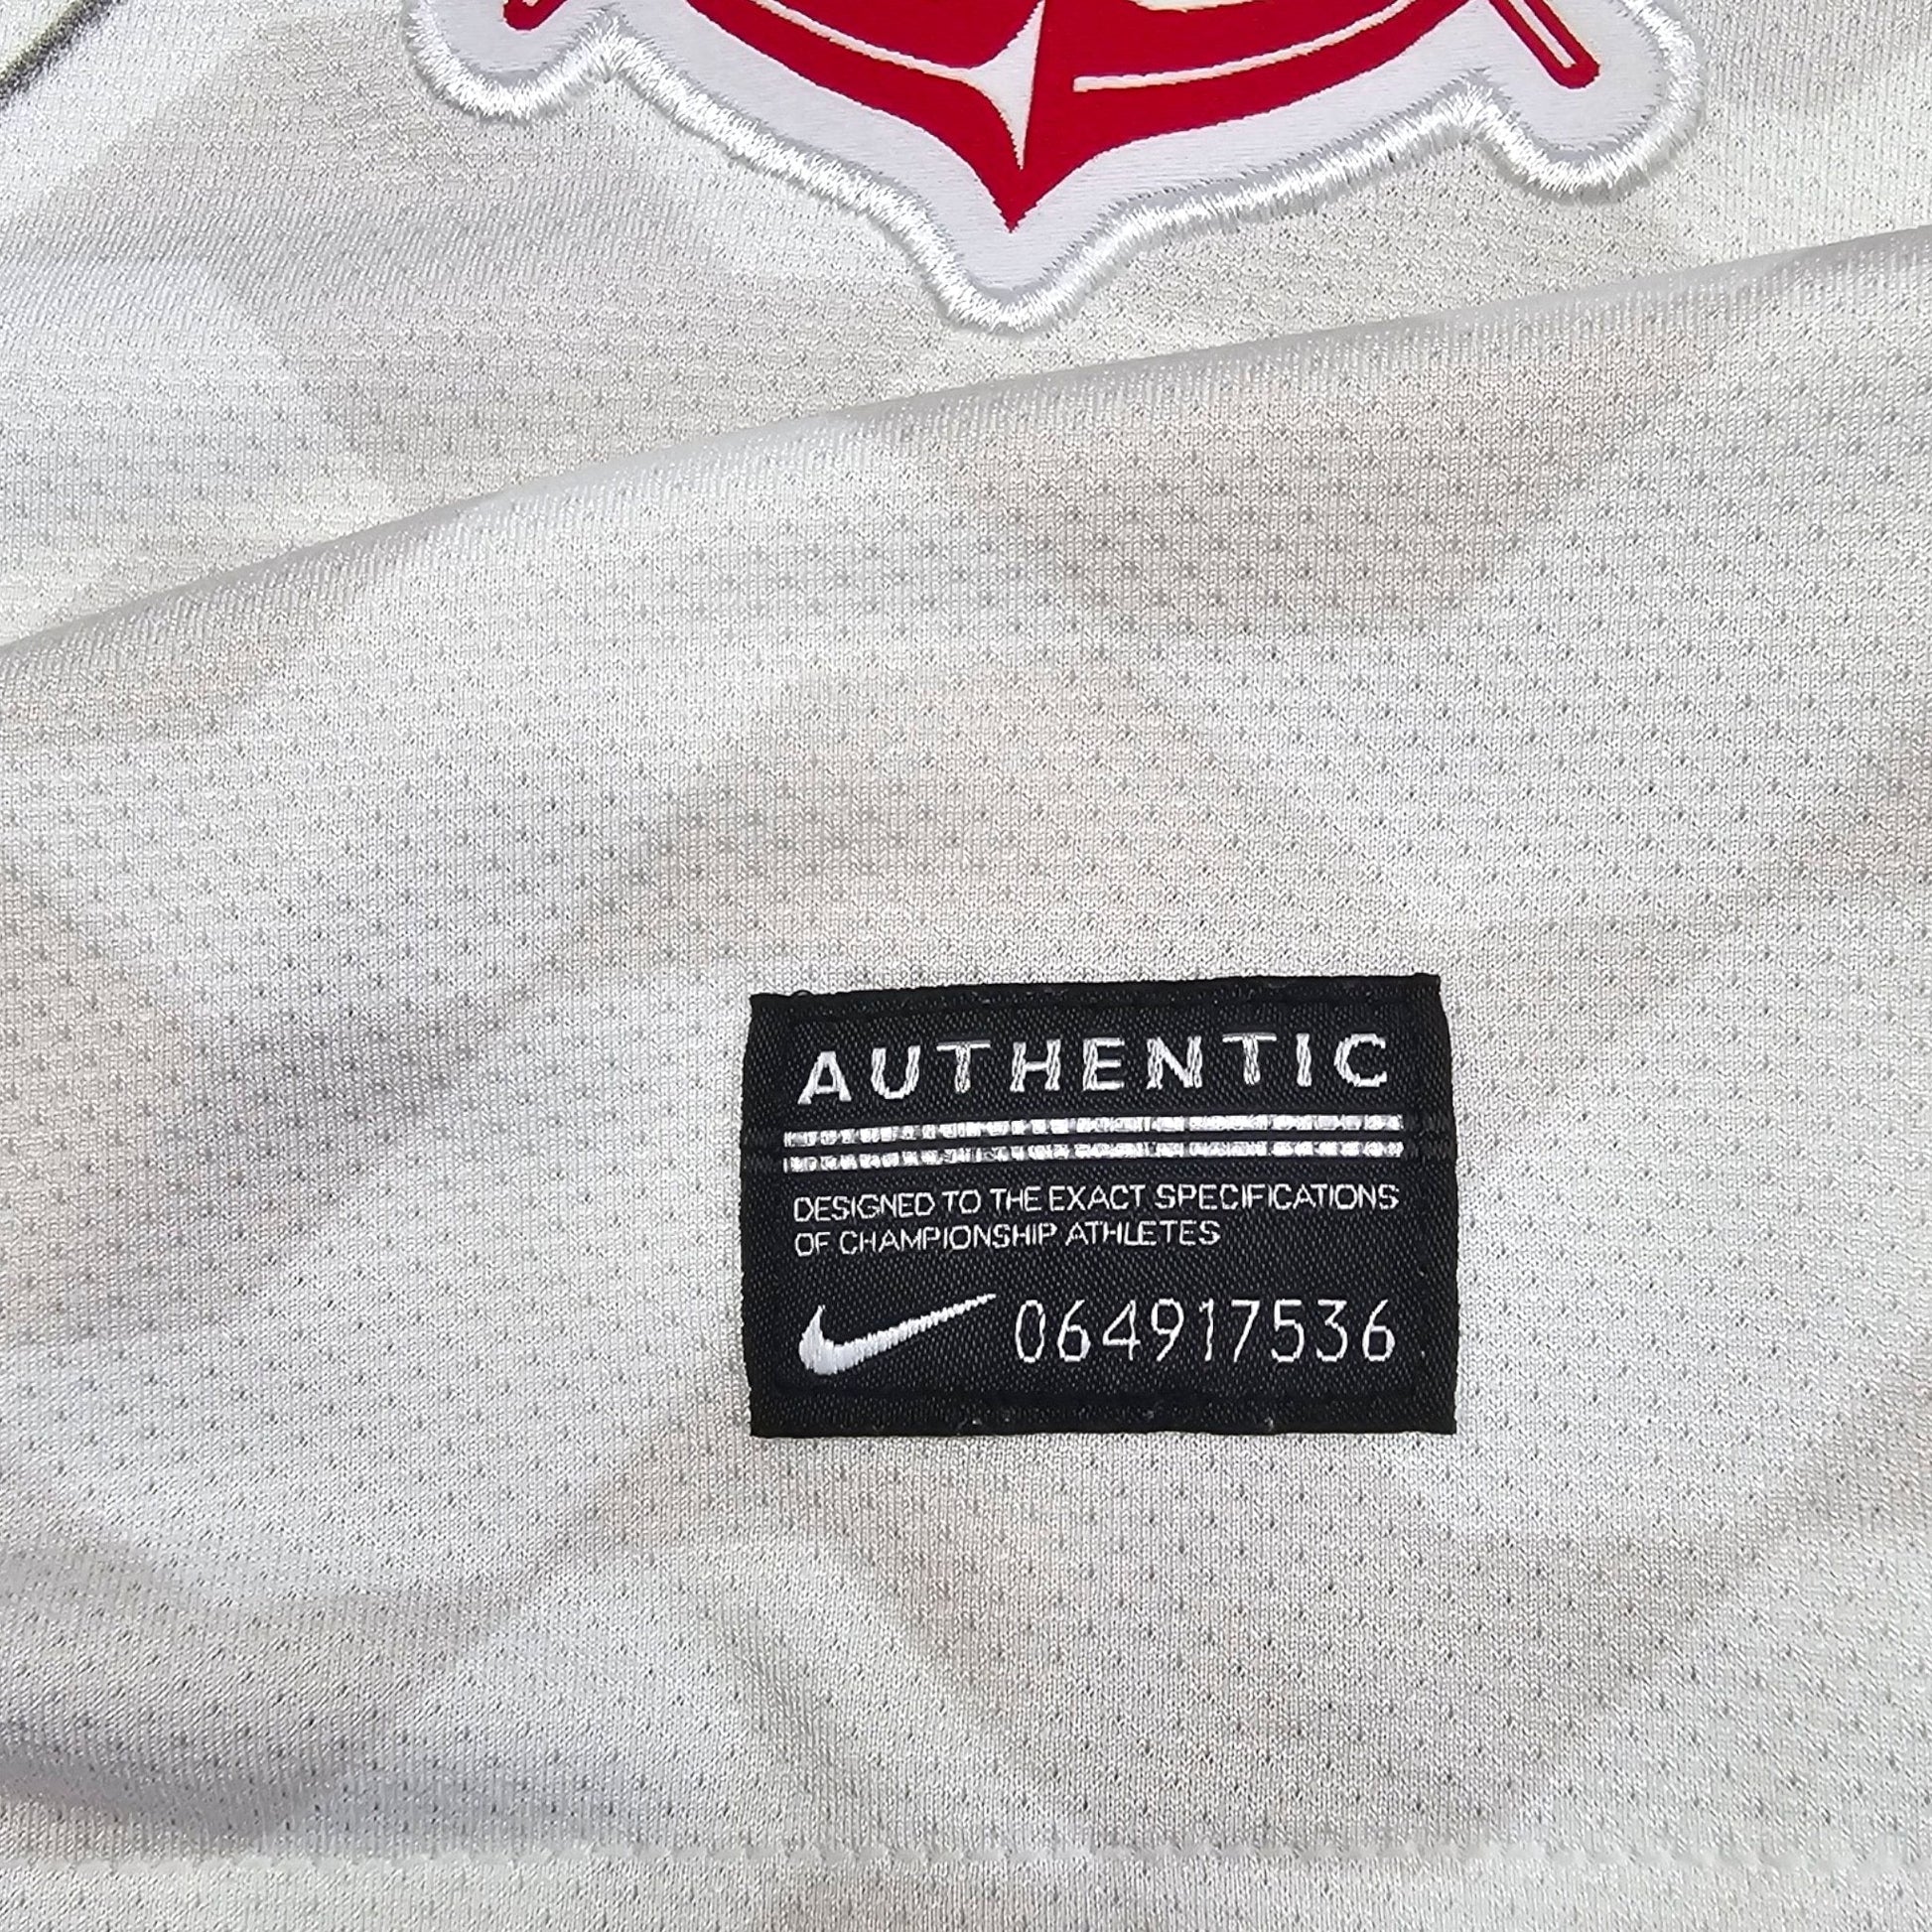 AUTHENTIC
DESIGNED TO THE EXACT SPECIFICATIONS
OF CHAMPIONSHIP ATHLETES
064917536